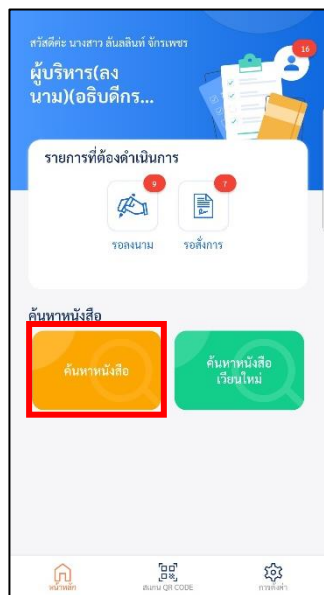 สวัสดีค่ะ นางสาว ลันลลินท์ จักรเพชร
16
ผู้บริหาร(ลง
นาม)(อธิบดีกร...
รายการที่ต้องดำเนินการ
9
7
รอลงนาม
รอสั่งการ
ค้นหาหนังสือ
ค้นหาหนังสือ
ค้นหาหนังสือ
เวียนใหม่
หน้าหลัก
สแกน QR CODE
การตั้งค่า